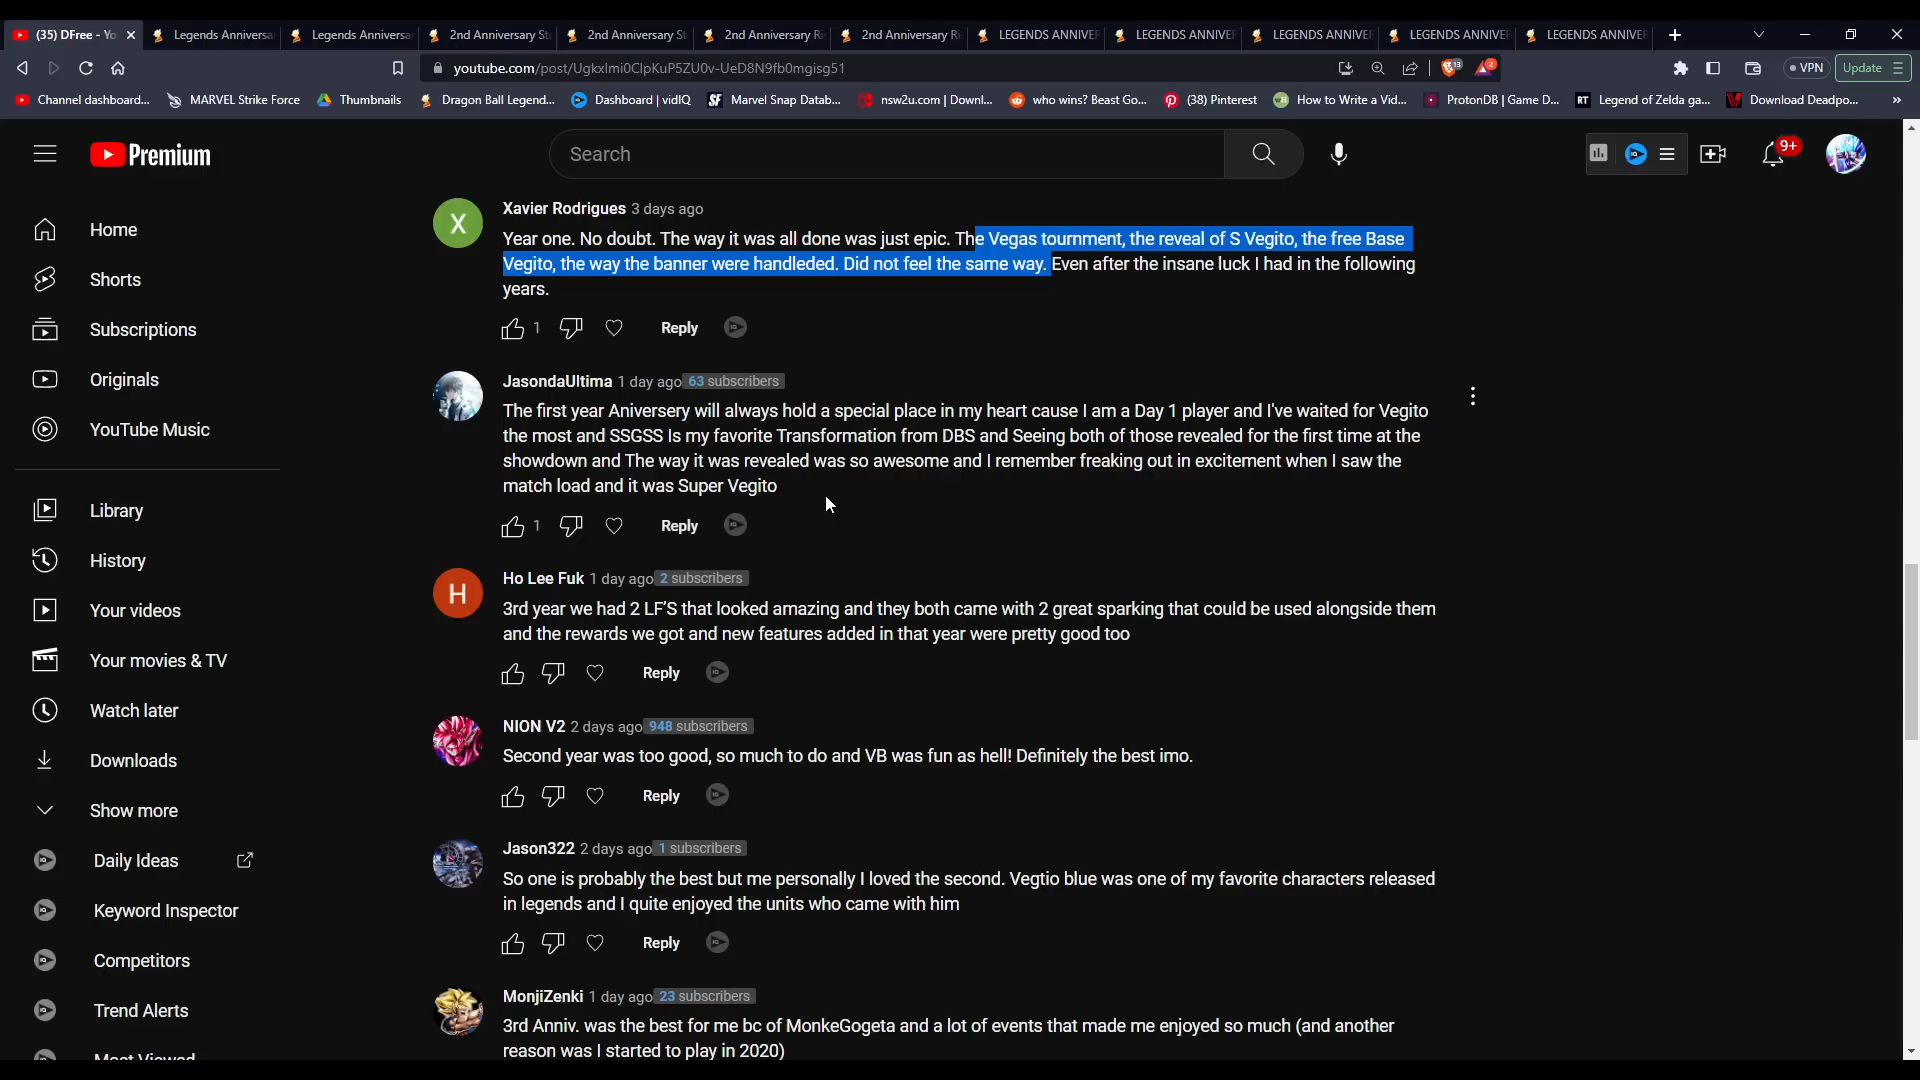 (35) DFree - Yo
Legends Anniversa
Legends Anniversa
2nd Anniversary St
2nd Anniversary St
2nd Anniversary Ri
2nd Anniversary Ri
LEGENDS ANNIVER
LEGENDS ANNIVER
LEGENDS ANNIVER
LEGENDS ANNIVER
LEGENDS ANNIVER
youtube.com/post/UgkxImi0ClpKuP5ZU0v-UeD8N9fb0mgisg51
13
2
VPN
Update
Channel dashboard...
MARVEL Strike Force
Thumbnails
Dragon Ball Legend...
Dashboard | vidIQ
SF Marvel Snap Datab...
nsw2u.com | Downl...
who wins? Beast Go...
(38) Pinterest
How to Write a Vid...
ProtonDB | Game D...
RT Legend of Zelda ga...
Download Deadpo...
»
Premium
Search
9+
Home
Shorts
Subscriptions
Originals
YouTube Music
Library
History
Your videos
Your movies & TV
Watch later
Downloads
Show more
Daily Ideas
Keyword Inspector
Competitors
Trend Alerts
Most Viewed
X
Xavier Rodrigues 3 days ago
Year one. No doubt. The way it was all done was just epic. The Vegas tournment, the reveal of S Vegito, the free Base
Vegito, the way the banner were handleded. Did not feel the same way. Even after the insane luck I had in the following
years.
1 Reply
JasondaUltima 1 day ago 63 subscribers
The first year Aniversery will always hold a special place in my heart cause I am a Day 1 player and I've waited for Vegito
the most and SSGSS Is my favorite Transformation from DBS and Seeing both of those revealed for the first time at the
showdown and The way it was revealed was so awesome and I remember freaking out in excitement when I saw the
match load and it was Super Vegito
1 Reply
H
Ho Lee Fuk 1 day ago 2 subscribers
3rd year we had 2 LF'S that looked amazing and they both came with 2 great sparking that could be used alongside them
and the rewards we got and new features added in that year were pretty good too
Reply
NION V2 2 days ago 948 subscribers
Second year was too good, so much to do and VB was fun as hell! Definitely the best imo.
Reply
Jason322 2 days ago 1 subscribers
So one is probably the best but me personally I loved the second. Vegtio blue was one of my favorite characters released
in legends and I quite enjoyed the units who came with him
Reply
MonjiZenki 1 day ago 23 subscribers
3rd Anniv. was the best for me bc of MonkeGogeta and a lot of events that made me enjoyed so much (and another
reason was I started to play in 2020)